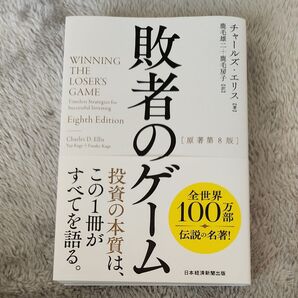 チャールズ・エリス[著]
鹿毛雄二+鹿毛房子[訳]
敗者のゲーム
[原著第8版]
WINNING
THE LOSER'S
GAME
Timeless Strategies for
Successful Investing
Eighth Edition
Charles D. Ellis
Yuji Kage + Fusako Kage
投資の本質は、
この1冊が
すべてを語る。
全世界
100万部
伝説の名著!
日本経済新聞出版